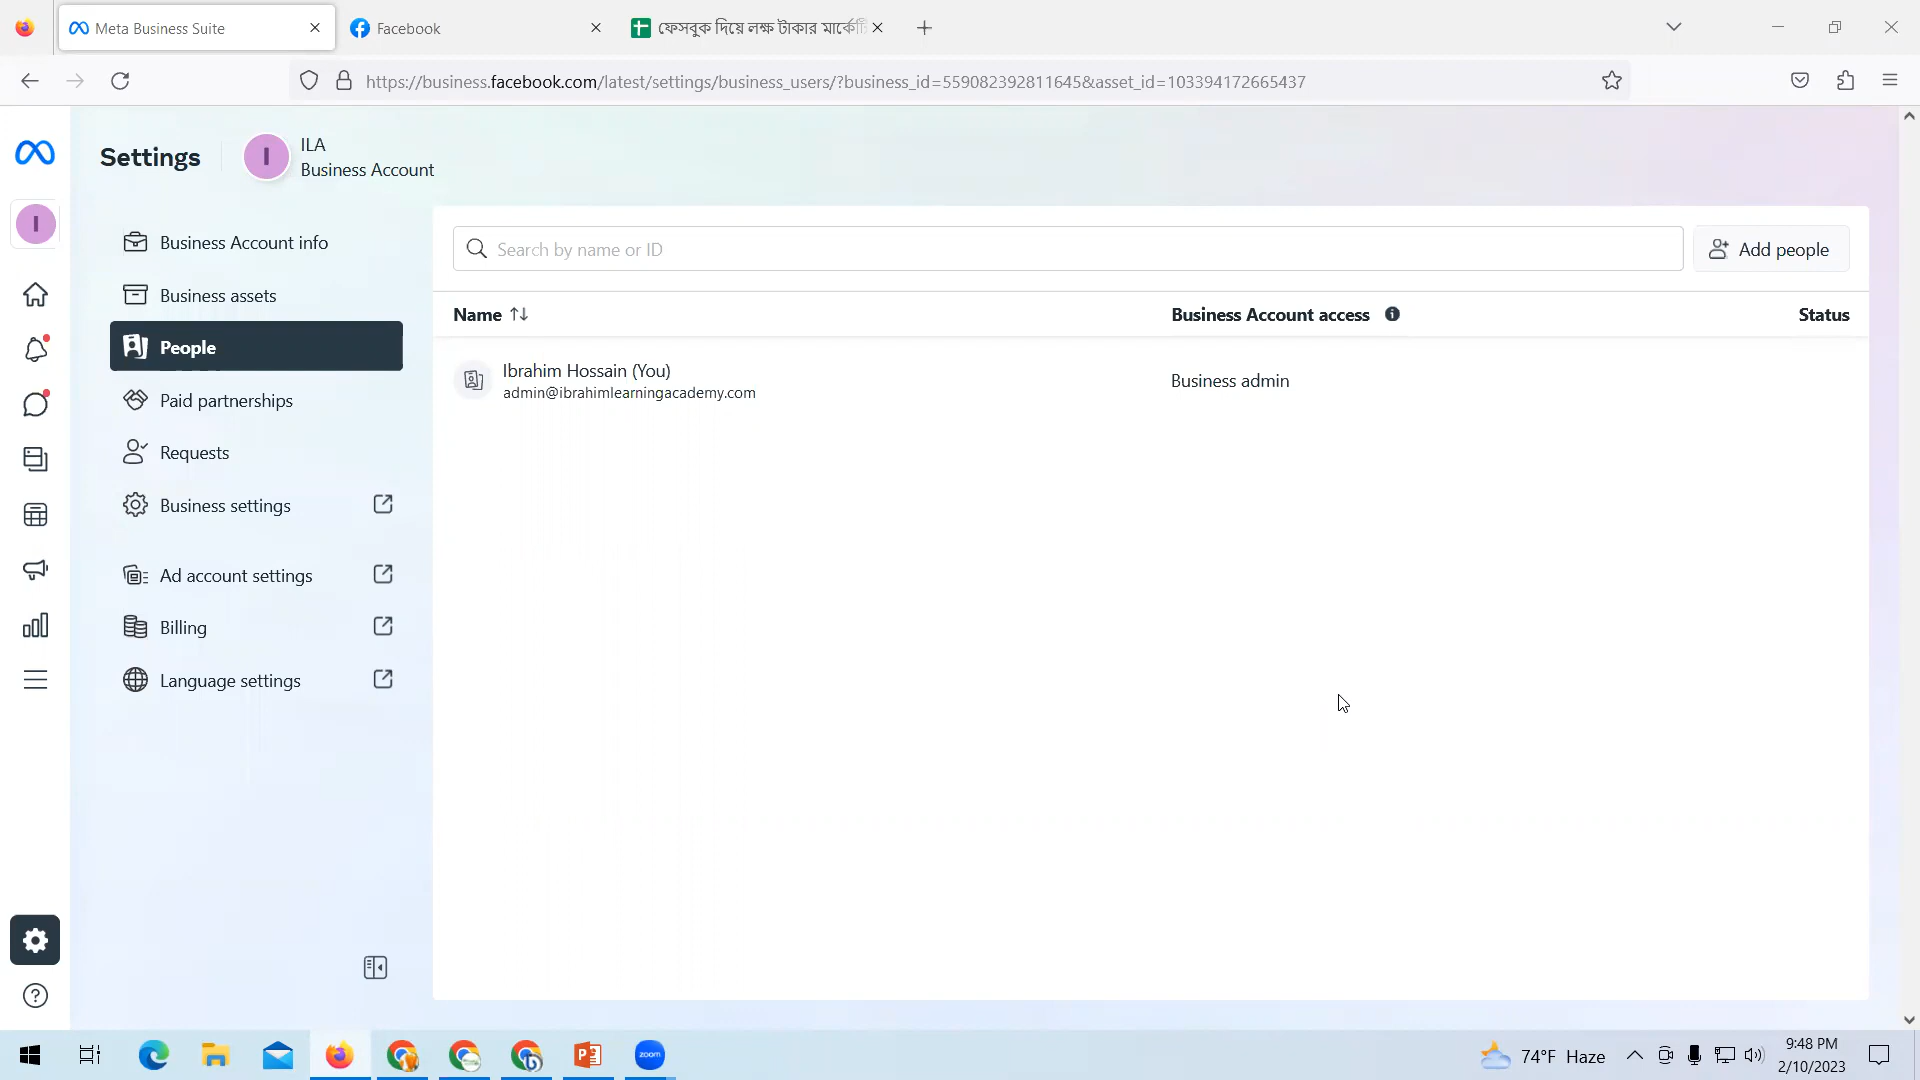 Meta Business Suite
Facebook
ফেসবুক দিয়ে লক্ষ টাকার
https://business.facebook.com/latest/settings/business_users/?business_id=559082392811645&asset_id=103394172665437
Settings
I
ILA
Business Account
I
Business Account info
Business assets
People
Paid partnerships
Requests
Business settings
Ad account settings
Billing
Language settings
Search by name or ID
Add people
Name
Business Account access
Status
Ibrahim Hossain (You)
admin@ibrahimlearningacademy.com
Business admin
zoom
74°F Haze
9:48 PM
2/10/2023